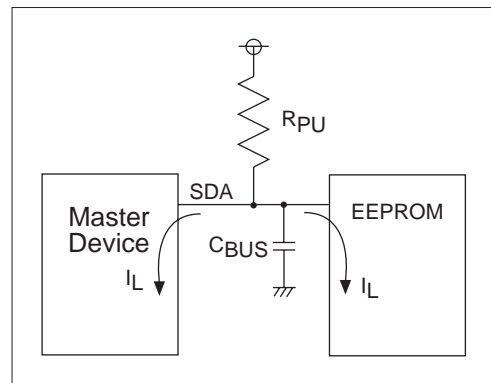 RPU
SDA
Master
Device
CBUS
EEPROM
IL
IL